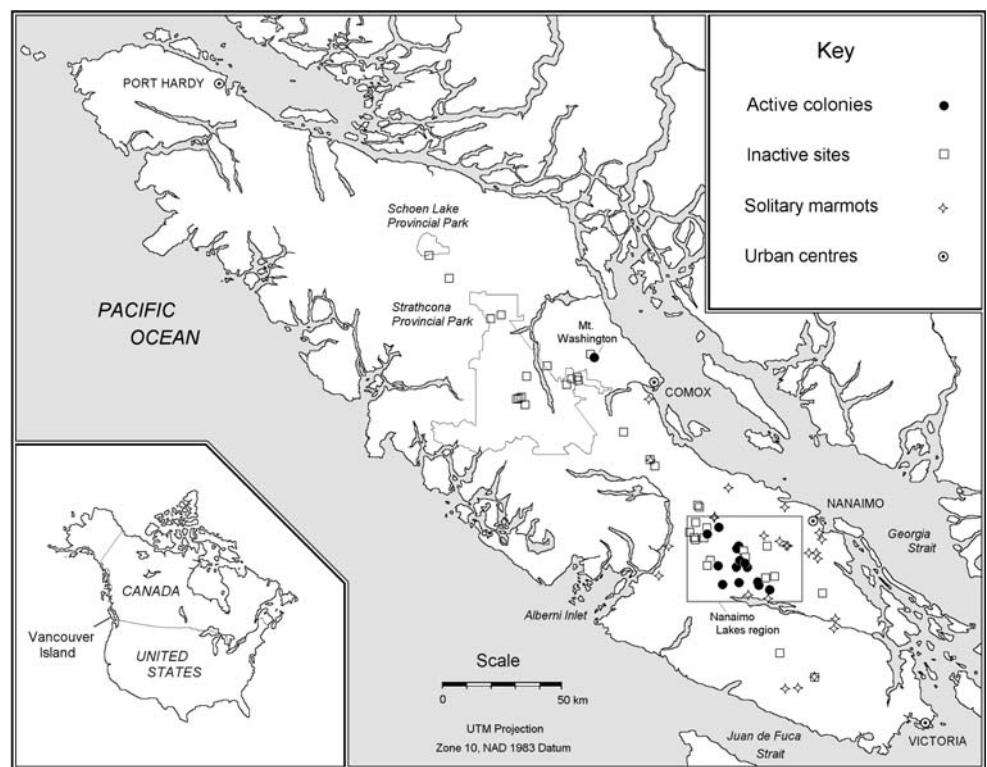 PORT HARDY
Key
Active colonies
Inactive sites
Solitary marmots
Urban centres
Schoen Lake
Provincial Park
PACIFIC
OCEAN
Strathcona
Provincial Park
Mt.
Washington
COMOX
NANAIMO
Georgia
Strait
Alberni Inlet
Nanaimo
Lakes region
CANADA
Vancouver
Island
UNITED
STATES
Scale
0
50 km
UTM Projection
Zone 10, NAD 1983 Datum
Juan de Fuca
Strait
VICTORIA